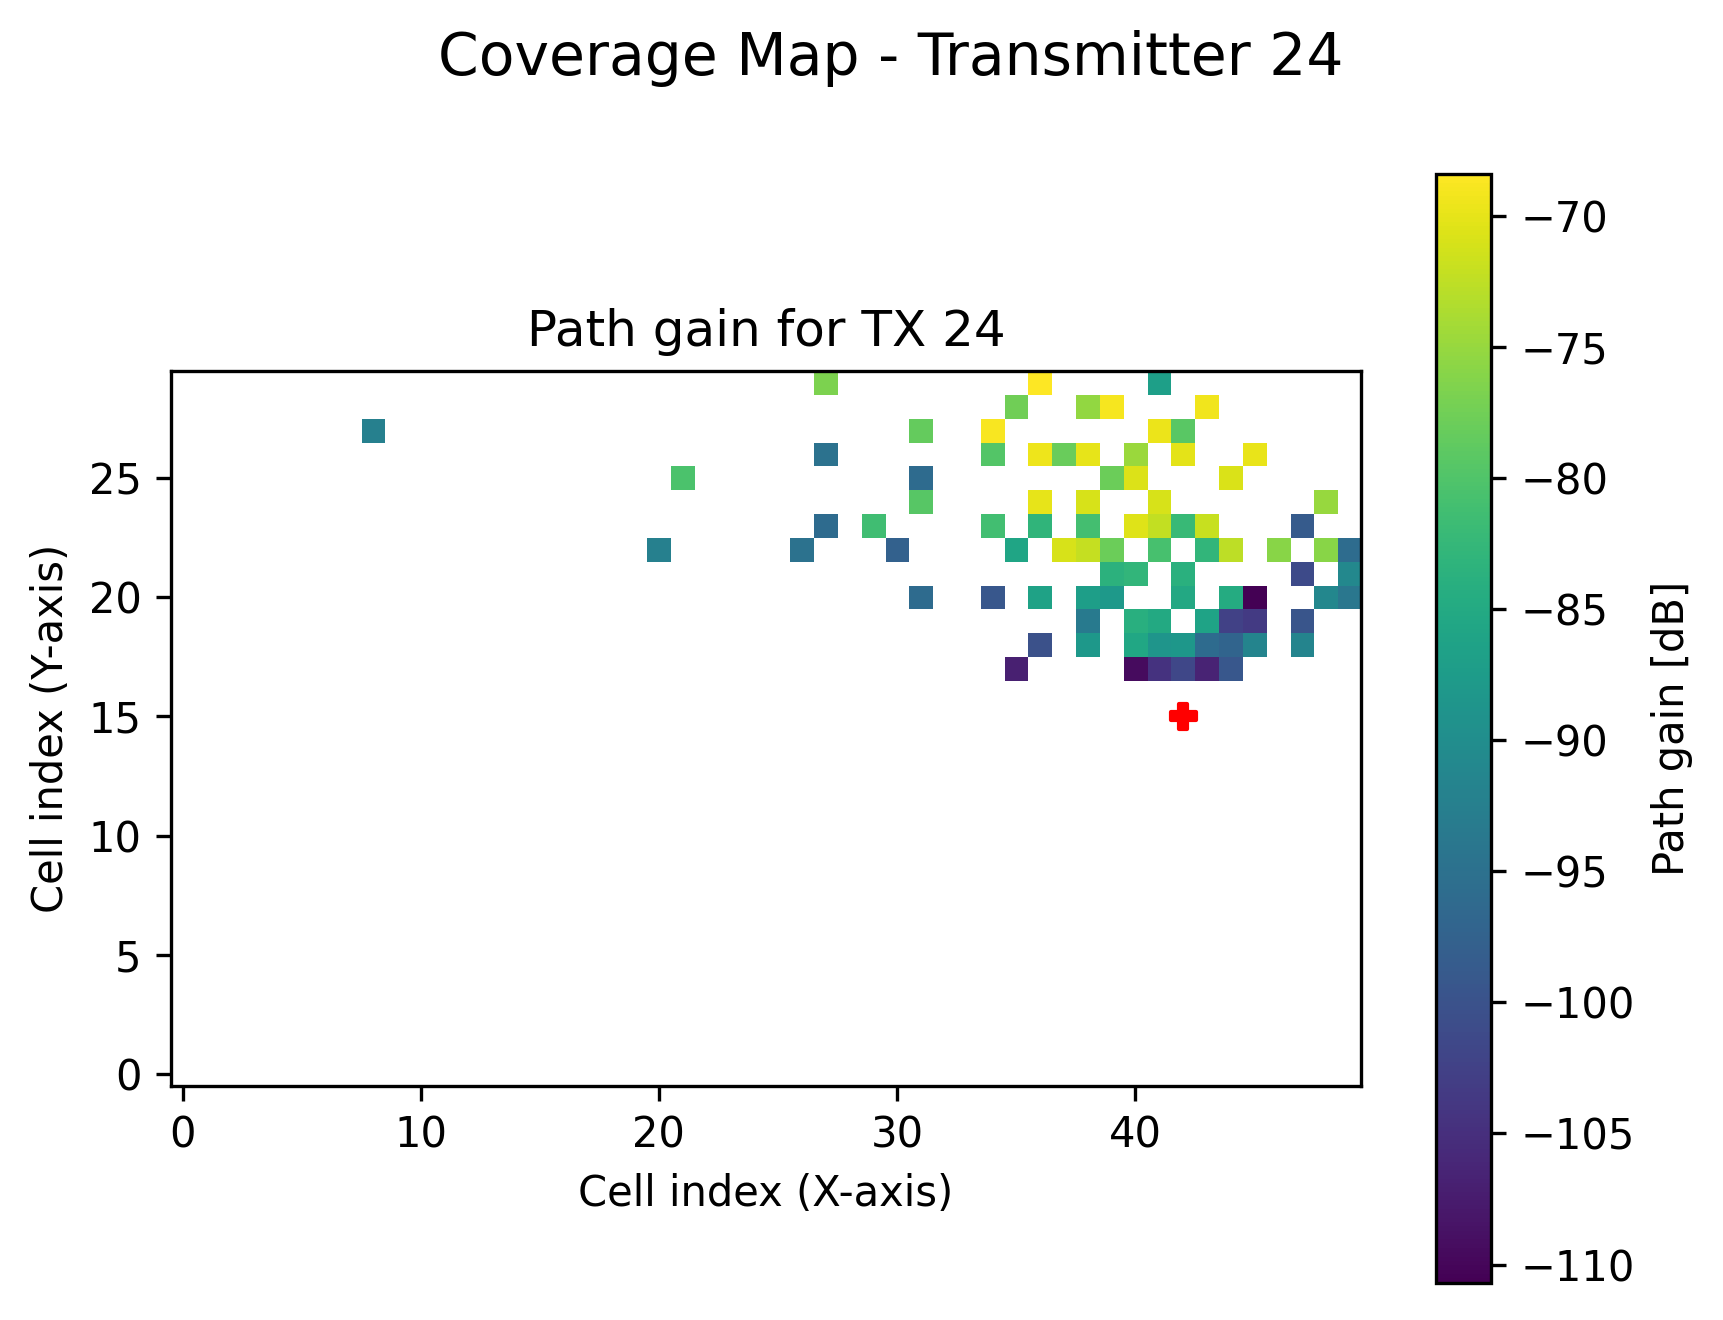 Coverage Map - Transmitter 24
Path gain for TX 24
Cell index (Y-axis)
25
20
15
10
5
0
0 10 20 30 40
Cell index (X-axis)
−70
−75
−80
−85
−90
−95
−100
−105
−110
Path gain [dB]